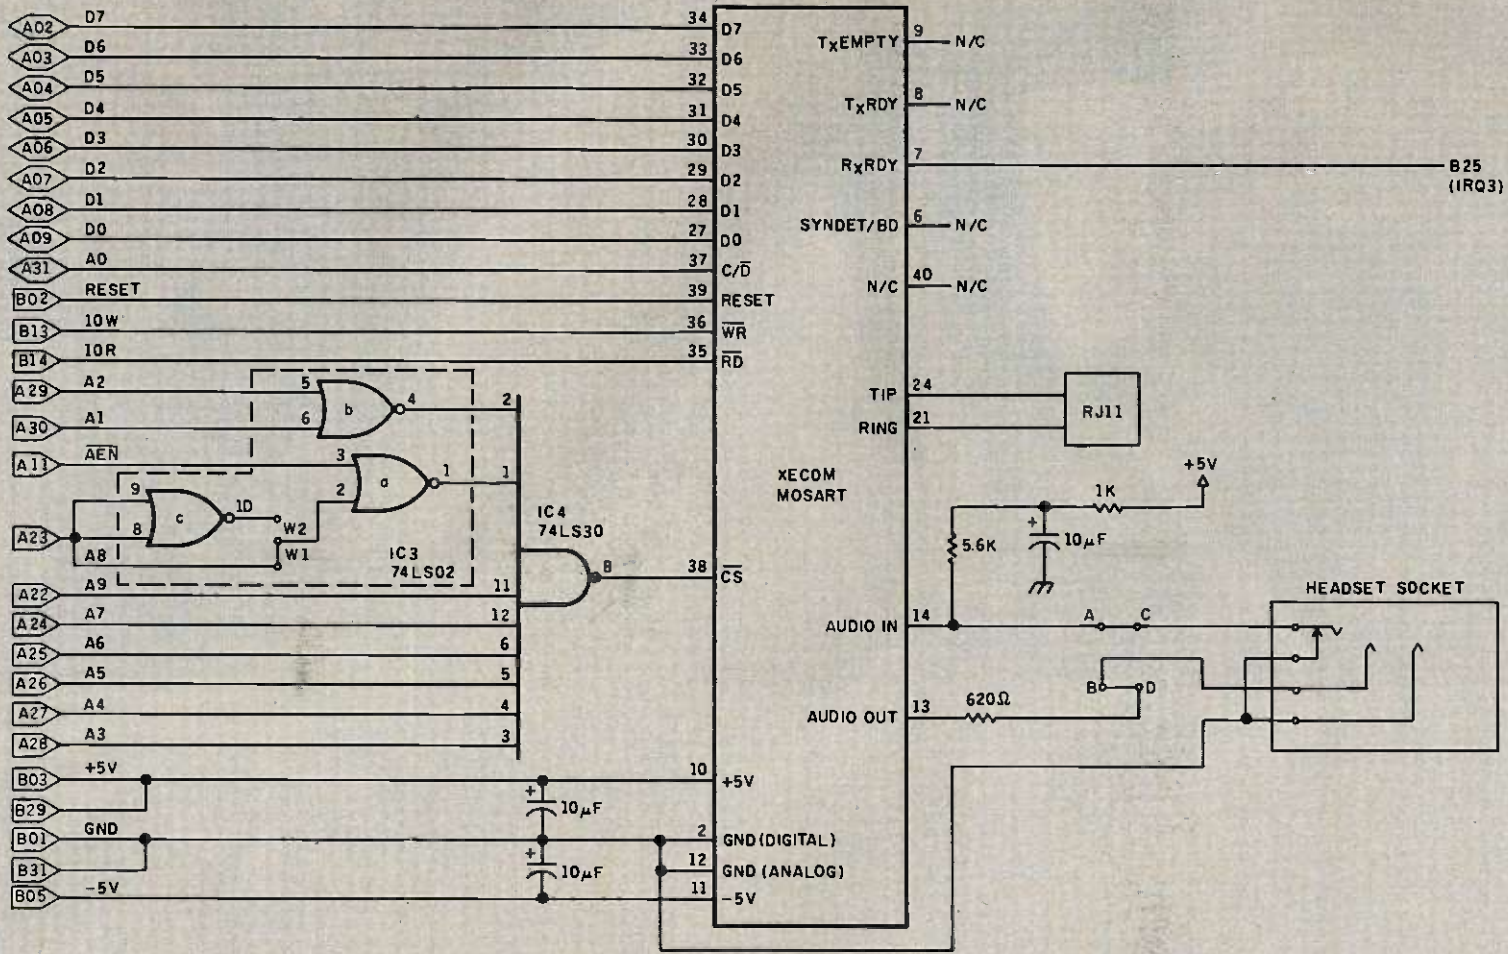 A02 D7 34 D7
A03 D6 33 D6
A04 D5 32 D5
A05 D4 31 D4
A06 D3 30 D3
A07 D2 29 D2
A08 D1 28 D1
A09 D0 27 D0
A31 A0 37 C/D̅
B02 RESET 39 RESET
B13 IOW 36 W̅R̅
B14 IOR 35 R̅D̅
A29 A2 5 b 4 2
A30 A1 6
A11 A̅E̅N̅ 3 a 1 1
2
9 c 10 W2
A23 8 W1
A8
IC3
74LS02
IC4
74LS30
8 38 C̅S̅
A22 A9 11
A24 A7 12
A25 A6 6
A26 A5 5
A27 A4 4
A28 A3 3
B03 +5V 10 +5V
B29
+ 10µF
B01 GND 2 GND (DIGITAL)
B31
+ 10µF
12 GND (ANALOG)
B05 -5V 11 -5V
XECOM
MOSART
TxEMPTY 9 N/C
TxRDY 8 N/C
RxRDY 7 B25
(IRQ3)
SYNDET/BD 6 N/C
N/C 40 N/C
TIP 24
RING 21
RJ11
+5V
1K
5.6K
+ 10µF
HEADSET SOCKET
AUDIO IN 14 A C
B D
AUDIO OUT 13 620Ω